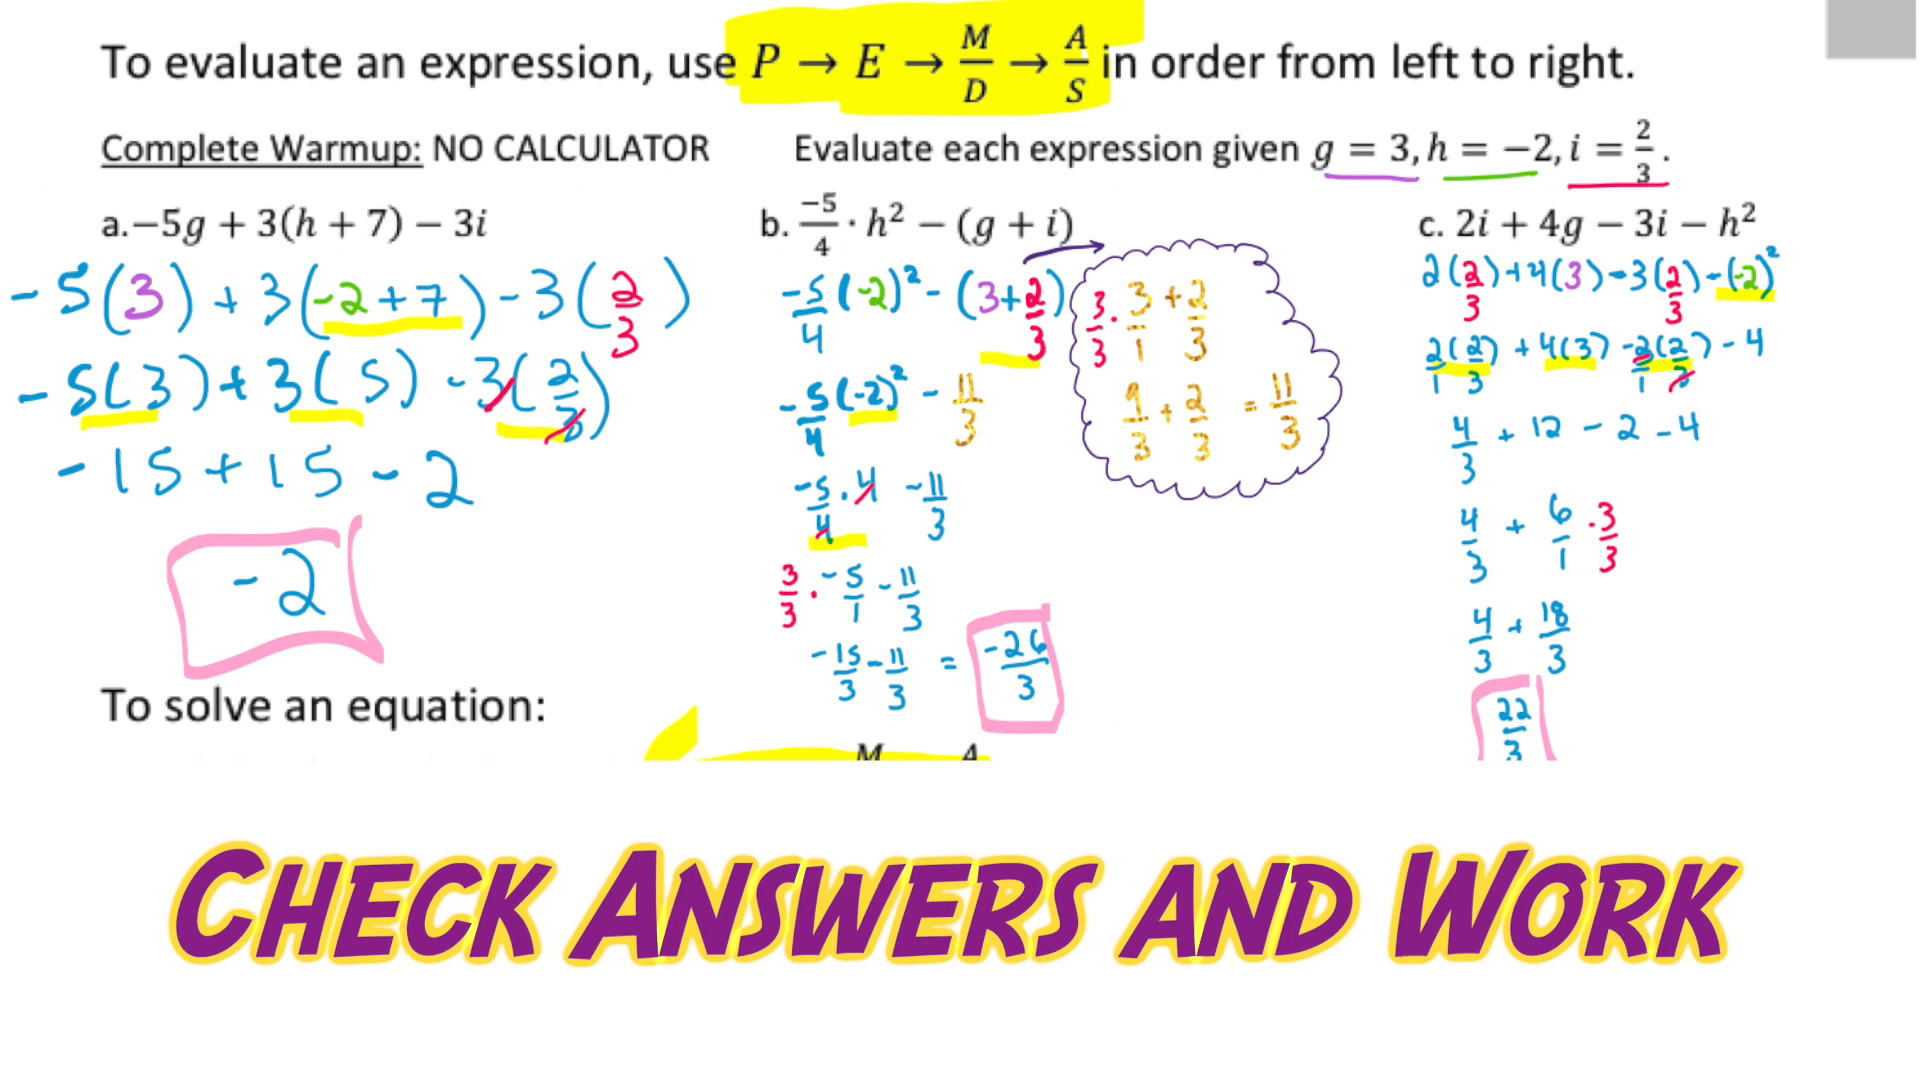 To evaluate an expression, use P → E → M/D → A/S in order from left to right.
Complete Warmup: NO CALCULATOR Evaluate each expression given g = 3, h = −2, i = 2/3.
a.−5g + 3(h + 7) − 3i
-5(3) + 3(-2+7) - 3(2/3)
-5(3) + 3(5) - 3(2/3)
-15 + 15 - 2
-2
b. −5/4 · h² − (g + i)
-5/4 (-2)² - (3 + 2/3)
-5/4 (-2)² - 11/3
-5/4 · 4 - 11/3
3/3 · -5/1 - 11/3
-15/3 - 11/3 = -26/3
3/3 · 3/1 + 2/3
9/3 + 2/3 = 11/3
c. 2i + 4g − 3i − h²
2(2/3) + 4(3) - 3(2/3) - (-2)²
2/1(2/3) + 4(3) - 3/1(2/3) - 4
4/3 + 12 - 2 - 4
4/3 + 6/1 · 3/3
4/3 + 18/3
22/3
To solve an equation:
M A
CHECK ANSWERS AND WORK